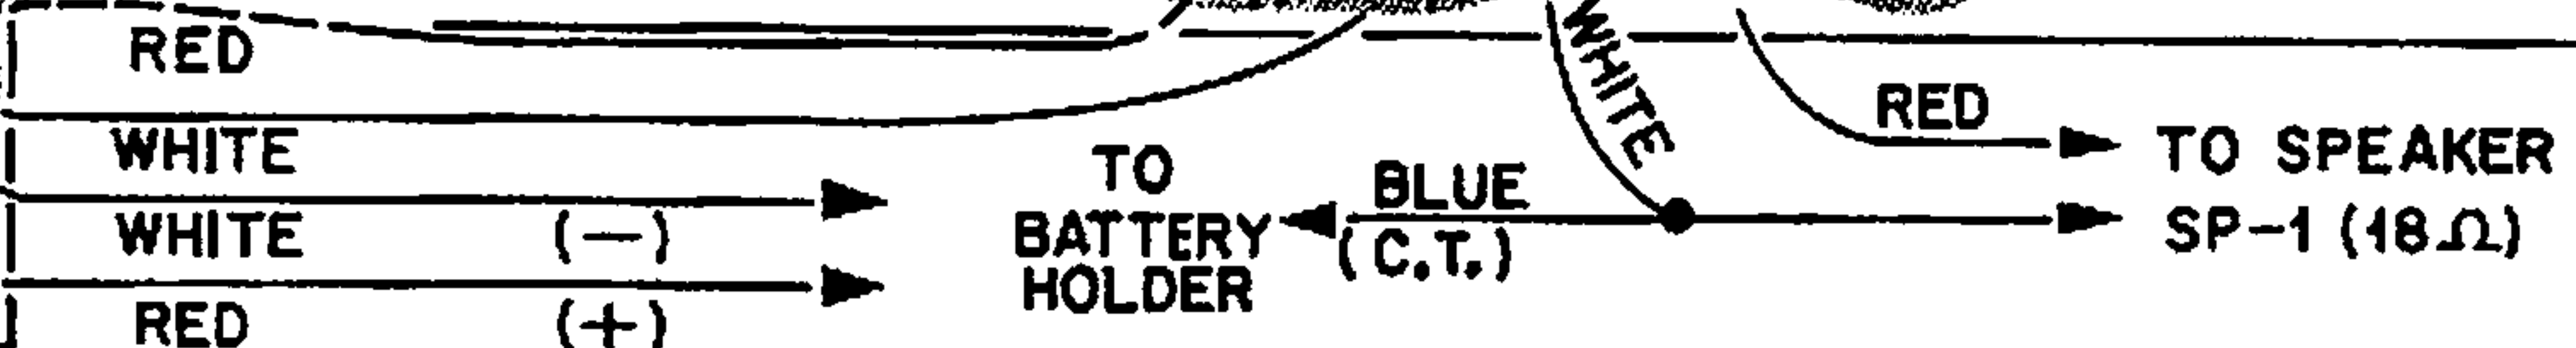 RED
WHITE
WHITE (−)
RED (+)
TO
BATTERY
HOLDER
BLUE
(C.T.)
WHITE
RED
TO SPEAKER
SP-1 (18Ω)